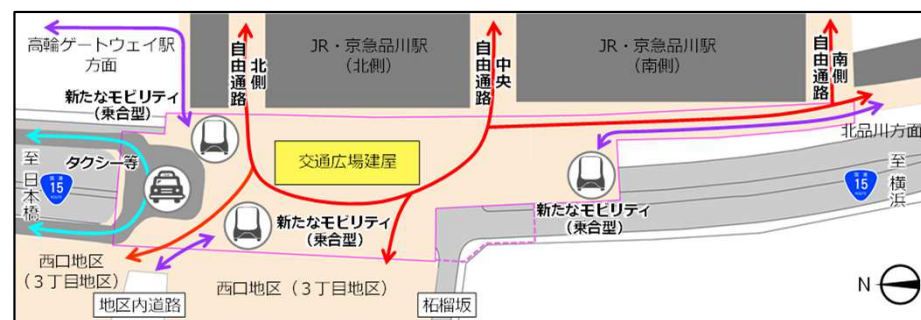 高輪ゲートウェイ駅
方面
新たなモビリティ
（乗合型）
北側
自由通路
JR・京急品川駅
（北側）
中央
自由通路
JR・京急品川駅
（南側）
南側
自由通路
北品川方面
タクシー等
至 日本橋
国道
15
ROUTE
交通広場建屋
新たなモビリティ
（乗合型）
新たなモビリティ
（乗合型）
国道
15
ROUTE
至 横浜
西口地区
（３丁目地区）
地区内道路
西口地区（３丁目地区）
柘榴坂
N